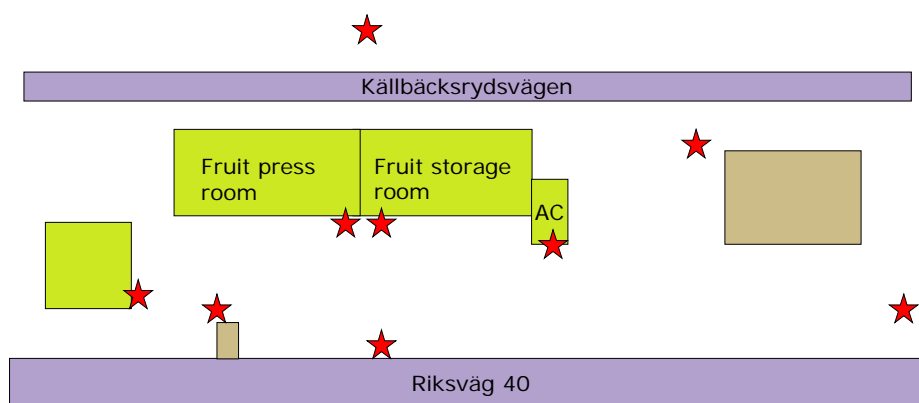 Källbäcksrydsvägen
Fruit press
room
Fruit storage
room
AC
Riksväg 40